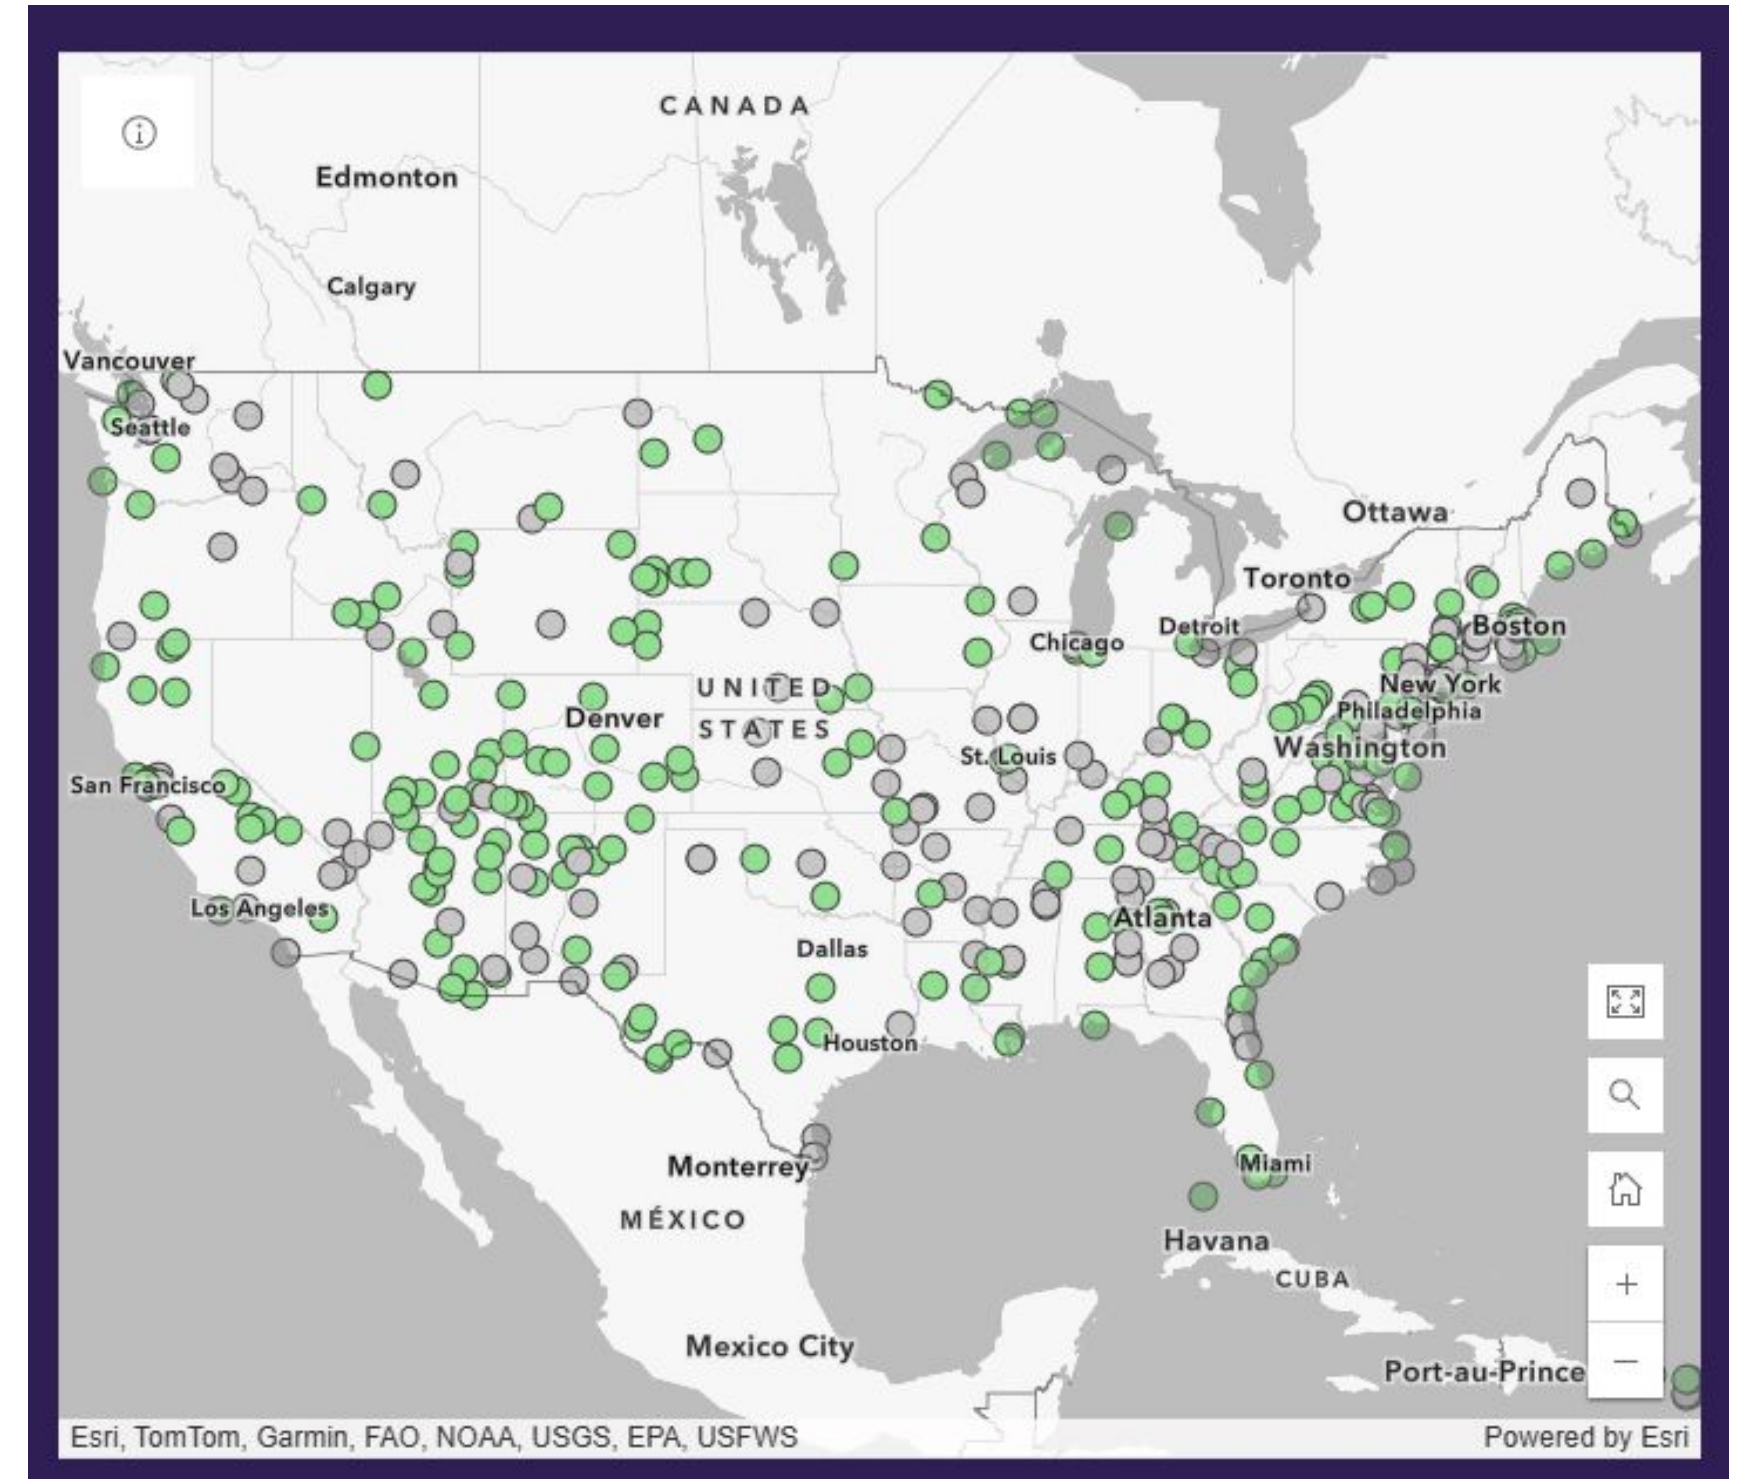 CANADA
Edmonton
Calgary
Vancouver
Seattle
Ottawa
Toronto
Boston
Detroit
Chicago
UNITED
STATES
New York
Philadelphia
Denver
Washington
St. Louis
San Francisco
Los Angeles
Atlanta
Dallas
Houston
Monterrey
Miami
MÉXICO
Havana
CUBA
Mexico City
Port-au-Prince
Esri, TomTom, Garmin, FAO, NOAA, USGS, EPA, USFWS
Powered by Esri